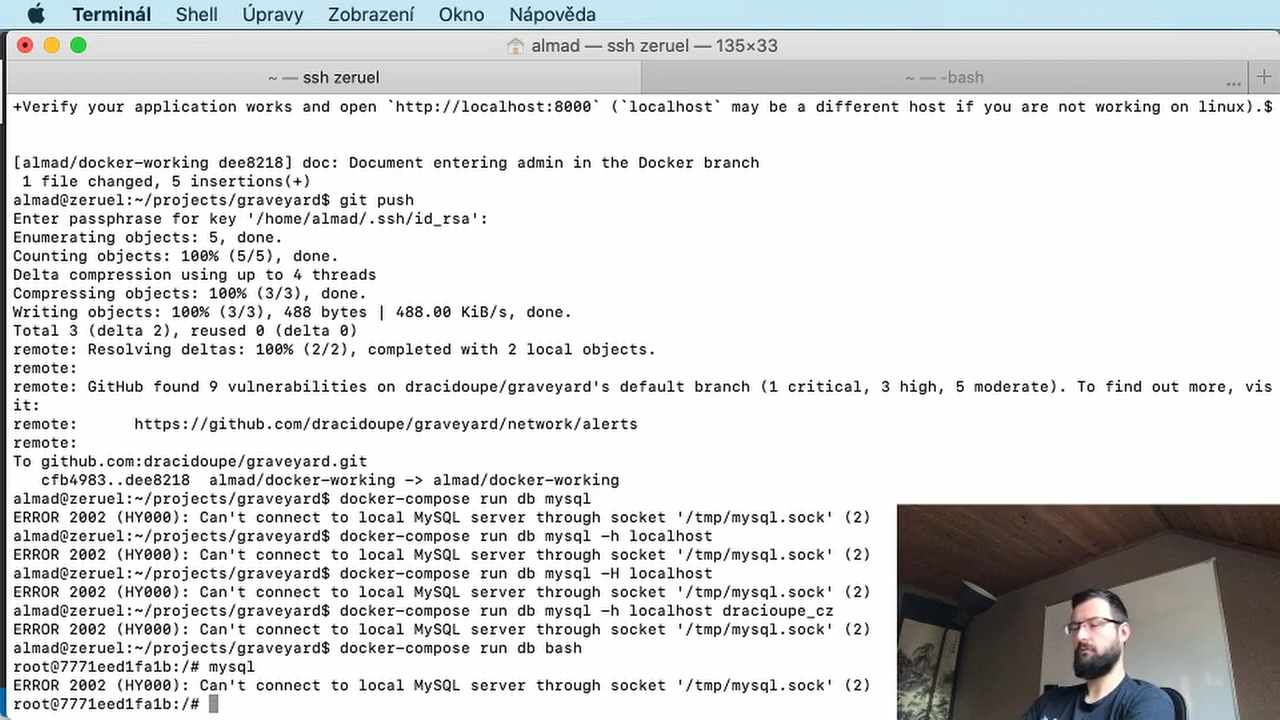 Terminál Shell Úpravy Zobrazení Okno Nápověda
almad — ssh zeruel — 135×33
~ — ssh zeruel
~ — -bash
+Verify your application works and open `http://localhost:8000` (`localhost` may be a different host if you are not working on linux).$
[almad/docker-working dee8218] doc: Document entering admin in the Docker branch
1 file changed, 5 insertions(+)
almad@zeruel:~/projects/graveyard$ git push
Enter passphrase for key '/home/almad/.ssh/id_rsa':
Enumerating objects: 5, done.
Counting objects: 100% (5/5), done.
Delta compression using up to 4 threads
Compressing objects: 100% (3/3), done.
Writing objects: 100% (3/3), 488 bytes | 488.00 KiB/s, done.
Total 3 (delta 2), reused 0 (delta 0)
remote: Resolving deltas: 100% (2/2), completed with 2 local objects.
remote:
remote: GitHub found 9 vulnerabilities on dracidoupe/graveyard's default branch (1 critical, 3 high, 5 moderate). To find out more, vis
it:
remote:      https://github.com/dracidoupe/graveyard/network/alerts
remote:
To github.com:dracidoupe/graveyard.git
cfb4983..dee8218  almad/docker-working -> almad/docker-working
almad@zeruel:~/projects/graveyard$ docker-compose run db mysql
ERROR 2002 (HY000): Can't connect to local MySQL server through socket '/tmp/mysql.sock' (2)
almad@zeruel:~/projects/graveyard$ docker-compose run db mysql -h localhost
ERROR 2002 (HY000): Can't connect to local MySQL server through socket '/tmp/mysql.sock' (2)
almad@zeruel:~/projects/graveyard$ docker-compose run db mysql -H localhost
ERROR 2002 (HY000): Can't connect to local MySQL server through socket '/tmp/mysql.sock' (2)
almad@zeruel:~/projects/graveyard$ docker-compose run db mysql -h localhost dracioupe_cz
ERROR 2002 (HY000): Can't connect to local MySQL server through socket '/tmp/mysql.sock' (2)
almad@zeruel:~/projects/graveyard$ docker-compose run db bash
root@7771eed1fa1b:/# mysql
ERROR 2002 (HY000): Can't connect to local MySQL server through socket '/tmp/mysql.sock' (2)
root@7771eed1fa1b:/#